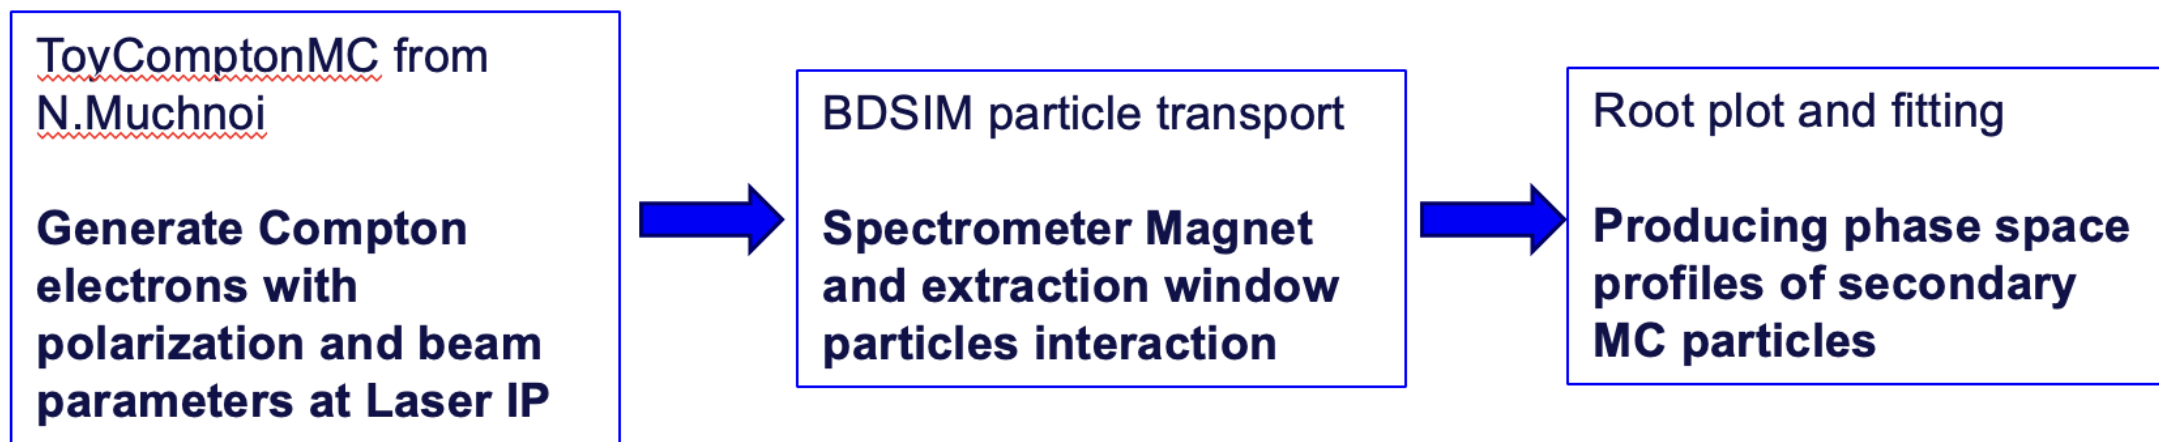 ToyComptonMC from
N.Muchnoi
Generate Compton
electrons with
polarization and beam
parameters at Laser IP
BDSIM particle transport
Spectrometer Magnet
and extraction window
particles interaction
Root plot and fitting
Producing phase space
profiles of secondary
MC particles